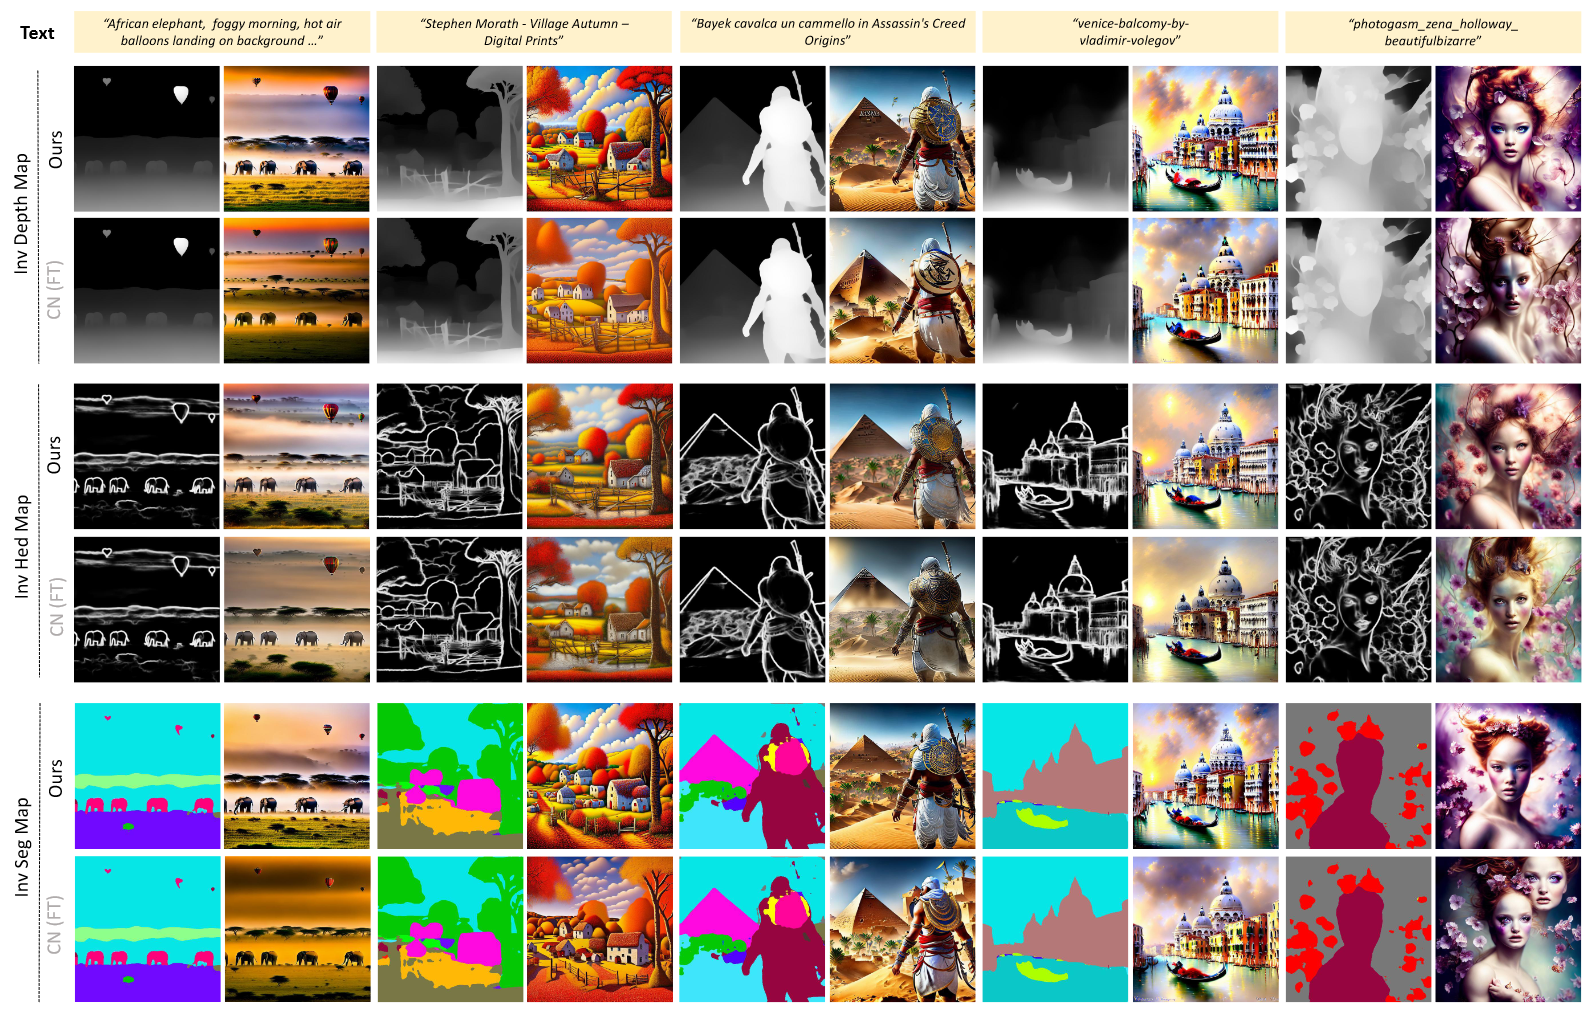 Text
“African elephant, foggy morning, hot air
balloons landing on background ...”
“Stephen Morath - Village Autumn –
Digital Prints”
“Bayek cavalca un cammello in Assassin's Creed
Origins”
“venice-balcomy-by-
vladimir-volegov”
“photogasm_zena_holloway_
beautifulbizarre”
Inv Depth Map
Ours
CN (FT)
Inv Hed Map
Ours
CN (FT)
Inv Seg Map
Ours
CN (FT)